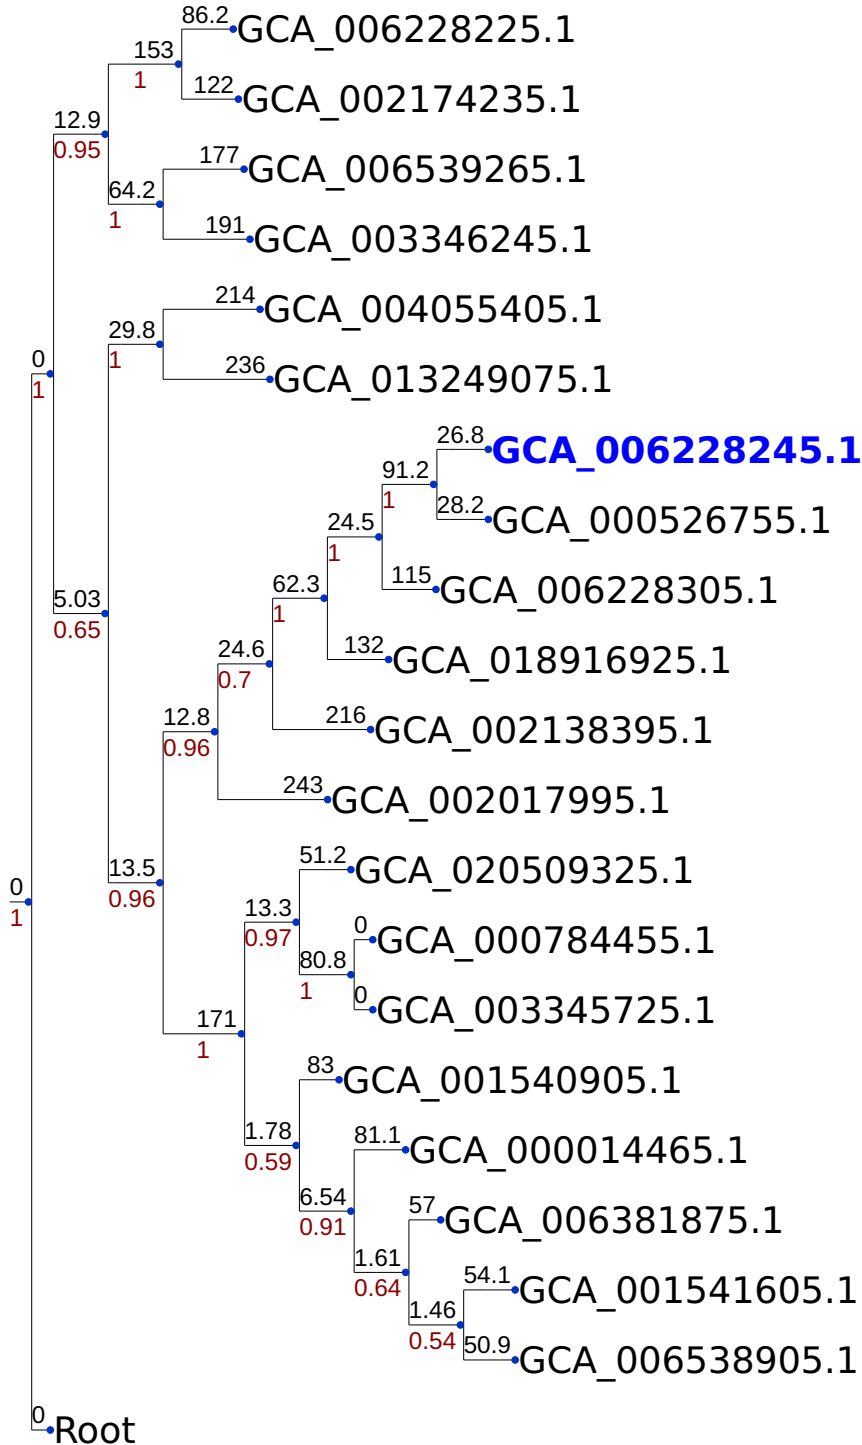 86.2
GCA_006228225.1
153
1
122
GCA_002174235.1
12.9
0.95
177
GCA_006539265.1
64.2
1
191
GCA_003346245.1
214
GCA_004055405.1
29.8
1
0
1
236
GCA_013249075.1
26.8
GCA_006228245.1
91.2
1
28.2
GCA_000526755.1
24.5
1
115
GCA_006228305.1
62.3
1
5.03
0.65
132
GCA_018916925.1
24.6
0.7
216
GCA_002138395.1
12.8
0.96
243
GCA_002017995.1
51.2
GCA_020509325.1
13.5
0.96
0
1
13.3
0.97
0
GCA_000784455.1
80.8
1
0
GCA_003345725.1
171
1
83
GCA_001540905.1
1.78
0.59
81.1
GCA_000014465.1
6.54
0.91
57
GCA_006381875.1
1.61
0.64
54.1
GCA_001541605.1
1.46
0.54
50.9
GCA_006538905.1
0
Root